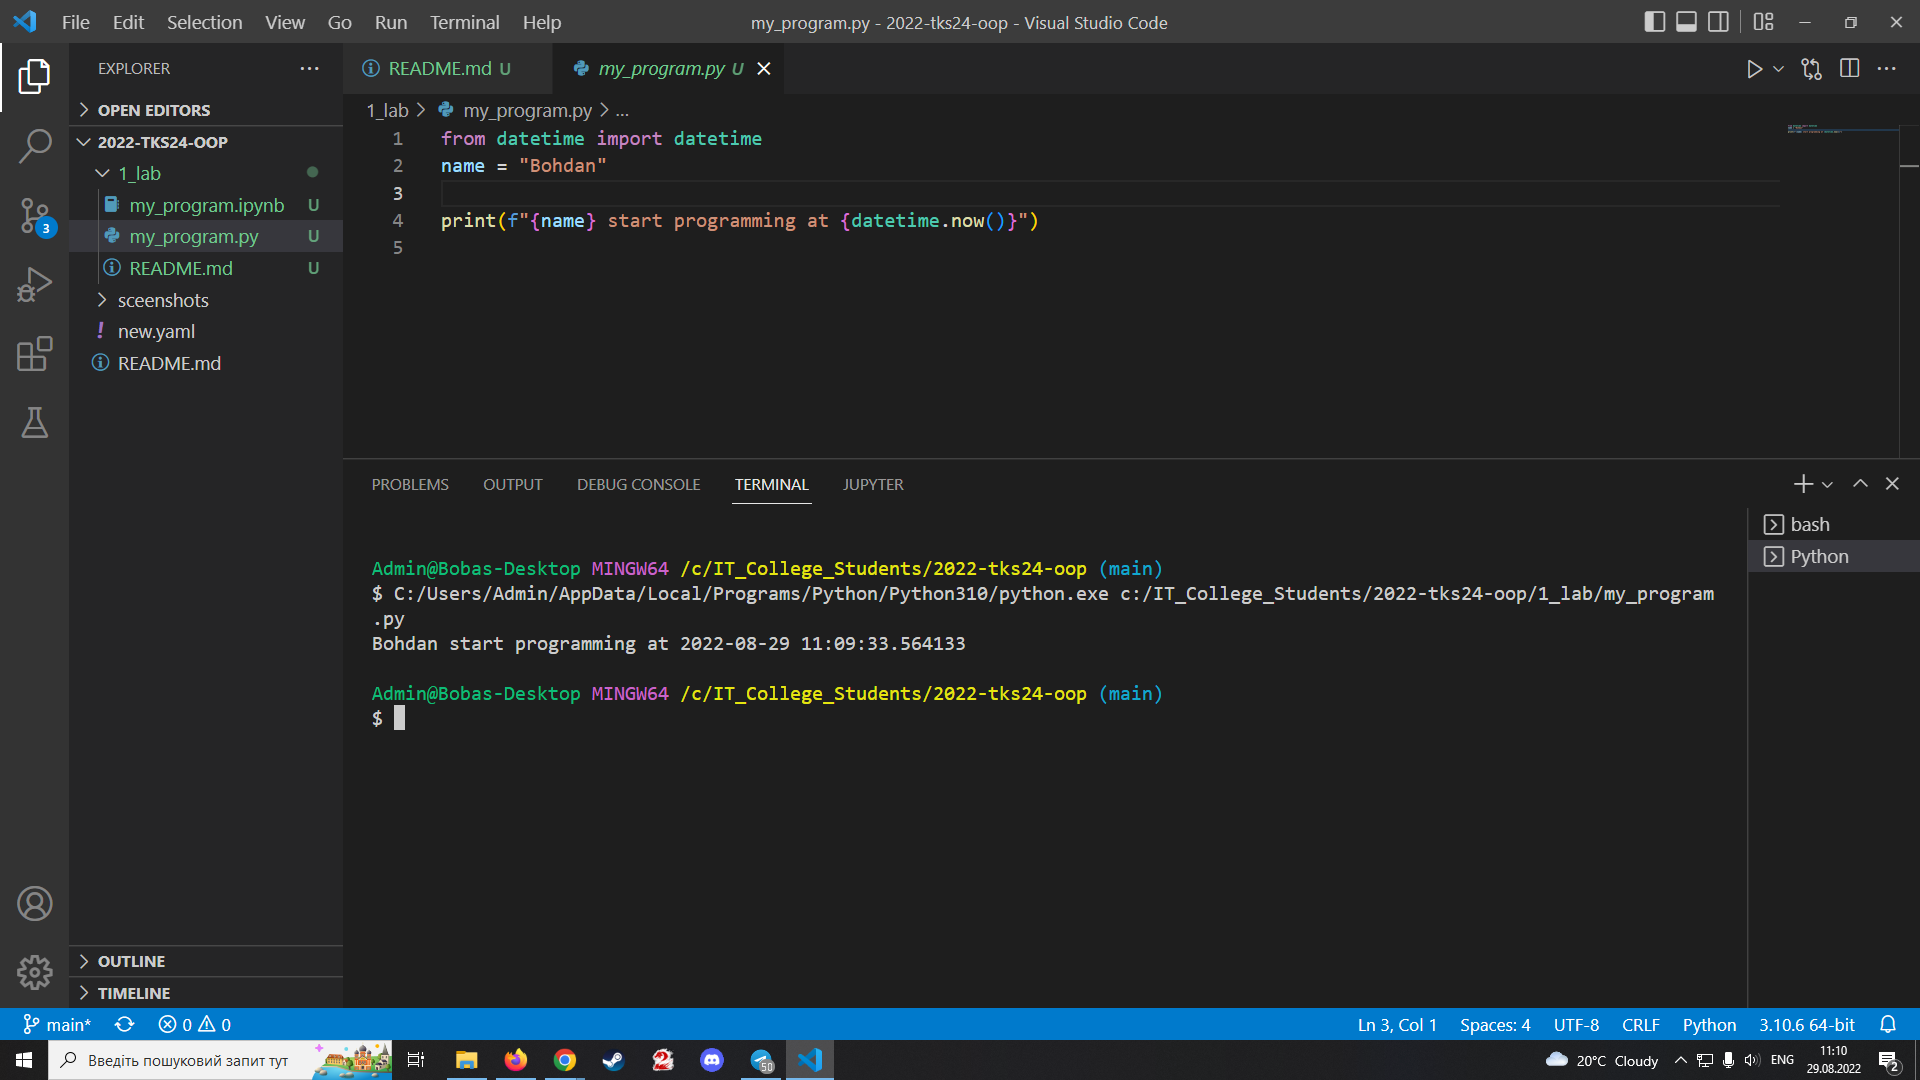 File Edit Selection View Go Run Terminal Help
my_program.py - 2022-tks24-oop - Visual Studio Code
EXPLORER
README.md U
my_program.py U
OPEN EDITORS
1_lab > my_program.py > ...
2022-TKS24-OOP
1_lab
my_program.ipynb U
my_program.py U
README.md U
sceenshots
new.yaml
README.md
3
1 from datetime import datetime
2 name = "Bohdan"
3
4 print(f"{name} start programming at {datetime.now()}")
5
PROBLEMS OUTPUT DEBUG CONSOLE TERMINAL JUPYTER
bash
Python
Admin@Bobas-Desktop MINGW64 /c/IT_College_Students/2022-tks24-oop (main)
$ C:/Users/Admin/AppData/Local/Programs/Python/Python310/python.exe c:/IT_College_Students/2022-tks24-oop/1_lab/my_program
.py
Bohdan start programming at 2022-08-29 11:09:33.564133
Admin@Bobas-Desktop MINGW64 /c/IT_College_Students/2022-tks24-oop (main)
$
OUTLINE
TIMELINE
main* 0 0 Ln 3, Col 1 Spaces: 4 UTF-8 CRLF Python 3.10.6 64-bit
Введіть пошуковий запит тут
50
20°C Cloudy
ENG
11:10
29.08.2022
2